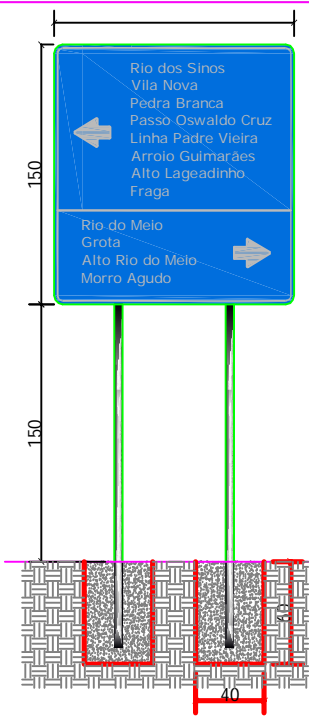 Rio dos Sinos
Vila Nova
Pedra Branca
Passo Oswaldo Cruz
Linha Padre Vieira
Arroio Guimarães
Alto Lageadinho
Fraga
Rio do Meio
Grota
Alto Rio do Meio
Morro Agudo
150
150
40